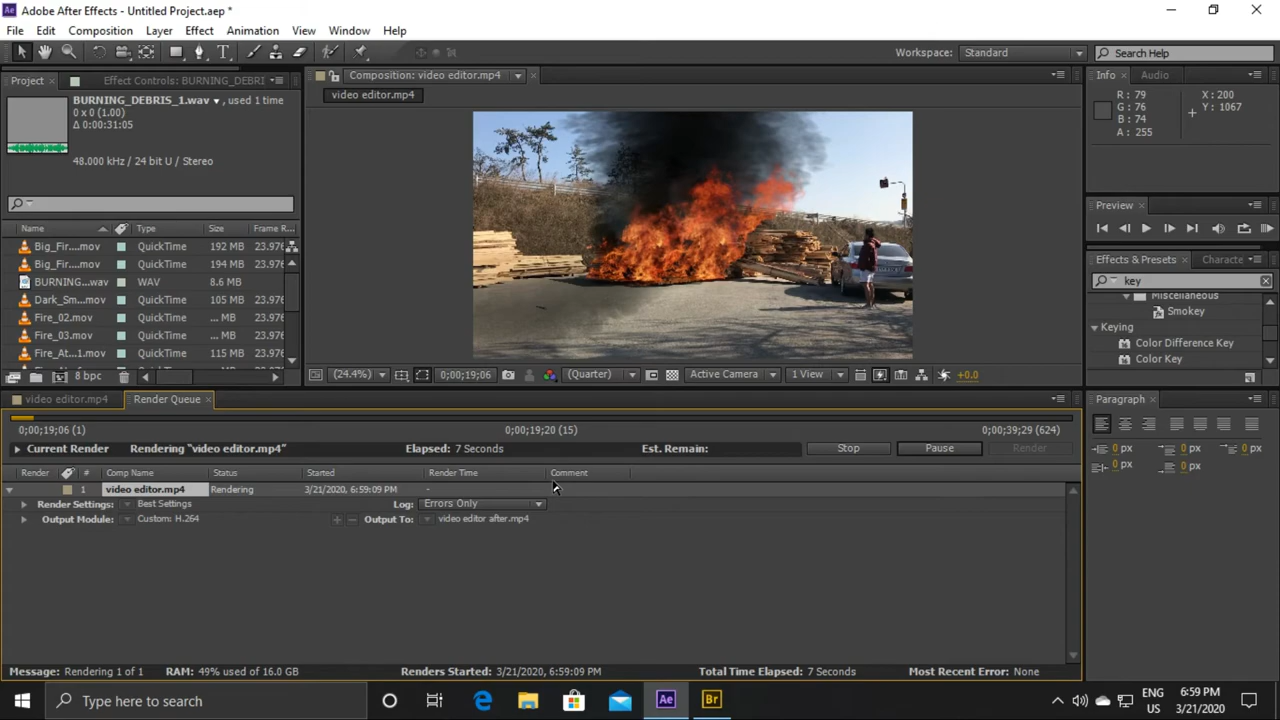 Adobe After Effects - Untitled Project.aep *
File Edit Composition Layer Effect Animation View Window Help
Workspace: Standard Search Help
Project Effect Controls: BURNING_DEBRI
BURNING_DEBRIS_1.wav, used 1 time
0 x 0 (1.00)
Δ 0:00:31:05
48.000 kHz / 24 bit U / Stereo
Name Type Size Frame R...
Big_Fir....mov QuickTime 192 MB 23.976
Big_Fir....mov QuickTime 194 MB 23.976
BURNING...wav WAV 8.6 MB
Dark_Sm...mov QuickTime 105 MB 23.976
Fire_02.mov QuickTime ... MB 23.976
Fire_03.mov QuickTime ... MB 23.976
Fire_At...1.mov QuickTime 115 MB 23.976
8 bpc
Composition: video editor.mp4
video editor.mp4
(24.4%) 0;00;19;06 (Quarter) Active Camera 1 View +0.0
Info Audio
R : 79 X : 200
G : 76 Y : 1067
B : 74
A : 255
Preview
Effects & Presets Characte
key
Miscellaneous
Smokey
Keying
Color Difference Key
Color Key
Paragraph
0 px 0 px 0 px
0 px 0 px
video editor.mp4 Render Queue
0;00;19;06 (1) 0;00;19;20 (15) 0;00;39;29 (624)
Current Render Rendering "video editor.mp4" Elapsed: 7 Seconds Est. Remain: Stop Pause Render
Render # Comp Name Status Started Render Time Comment
1 video editor.mp4 Rendering 3/21/2020, 6:59:09 PM -
Render Settings: Best Settings Log: Errors Only
Output Module: Custom: H.264 Output To: video editor after.mp4
Message: Rendering 1 of 1 RAM: 49% used of 16.0 GB Renders Started: 3/21/2020, 6:59:09 PM Total Time Elapsed: 7 Seconds Most Recent Error: None
Type here to search
Ae Br
ENG 6:59 PM
US 3/21/2020